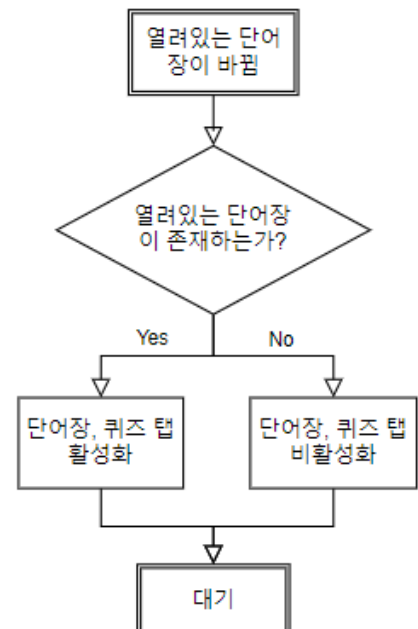 열려있는 단어
장이 바뀜
열려있는 단어장
이 존재하는가?
Yes
No
단어장, 퀴즈 탭
활성화
단어장, 퀴즈 탭
비활성화
대기